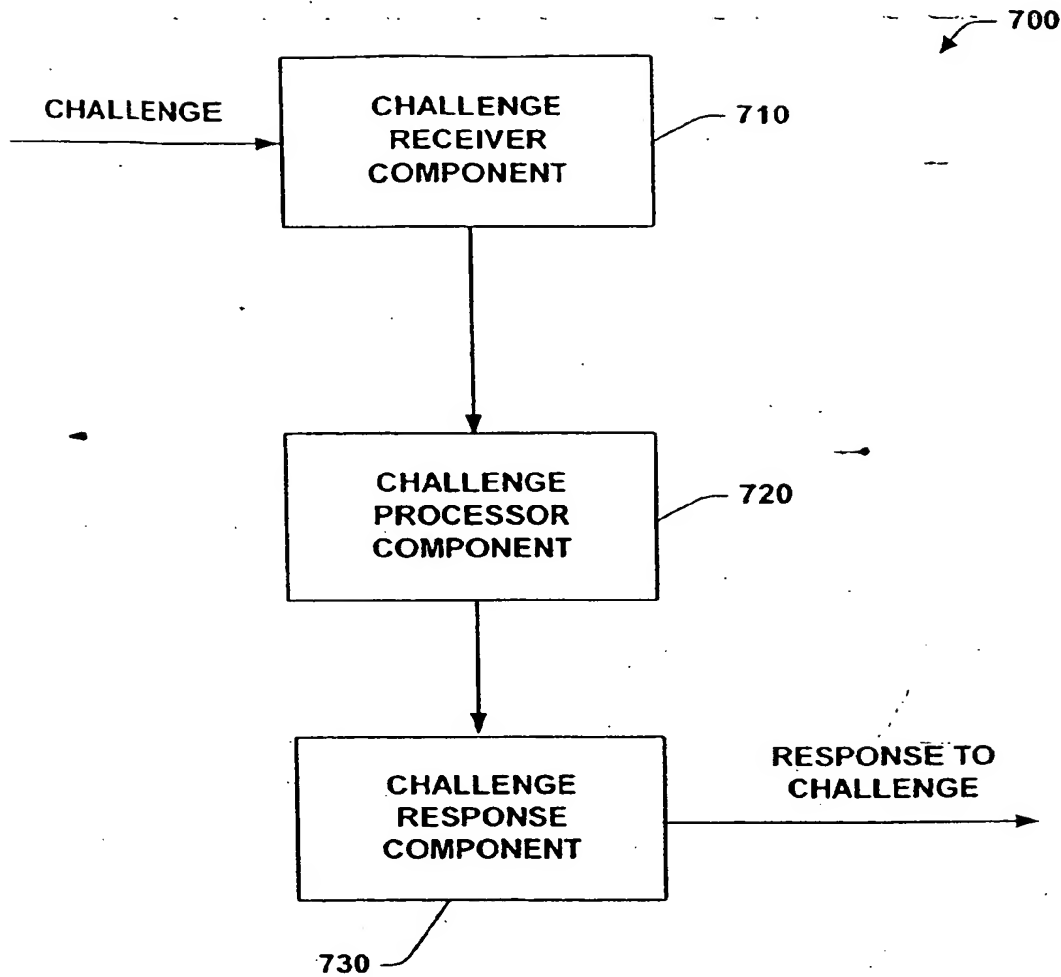 700
CHALLENGE
CHALLENGE
RECEIVER
COMPONENT
710
CHALLENGE
PROCESSOR
COMPONENT
720
CHALLENGE
RESPONSE
COMPONENT
RESPONSE TO
CHALLENGE
730